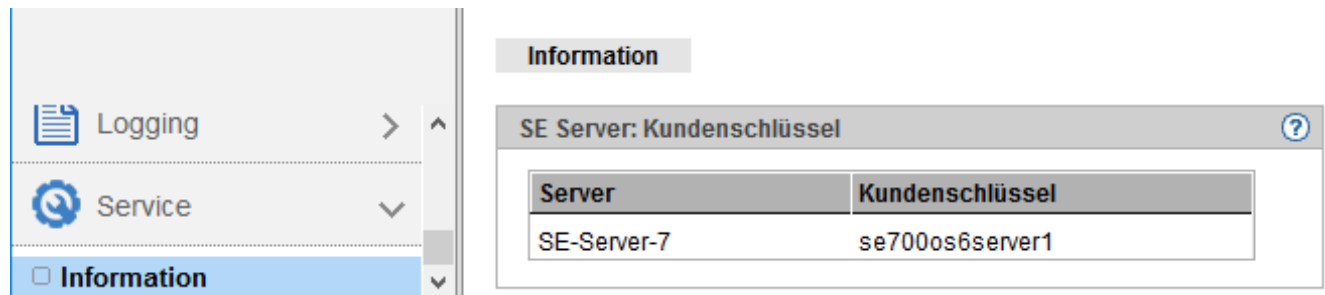 Logging
Service
Information
Information
SE Server: Kundenschlüssel
?
Server Kundenschlüssel
SE-Server-7 se700os6server1